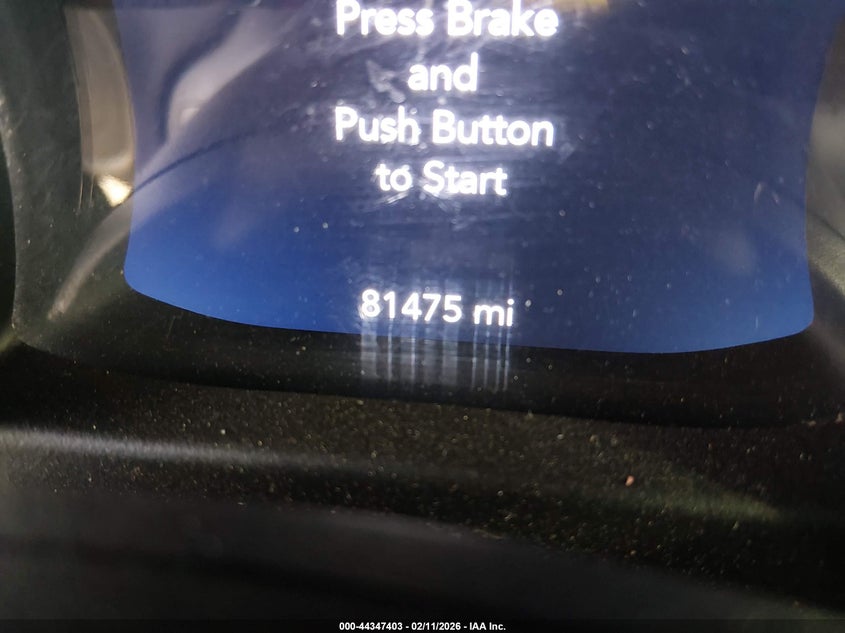 Press Brake
and
Push Button
to Start
81475 mi
000-44347403 - 02/11/2026 - IAA Inc.